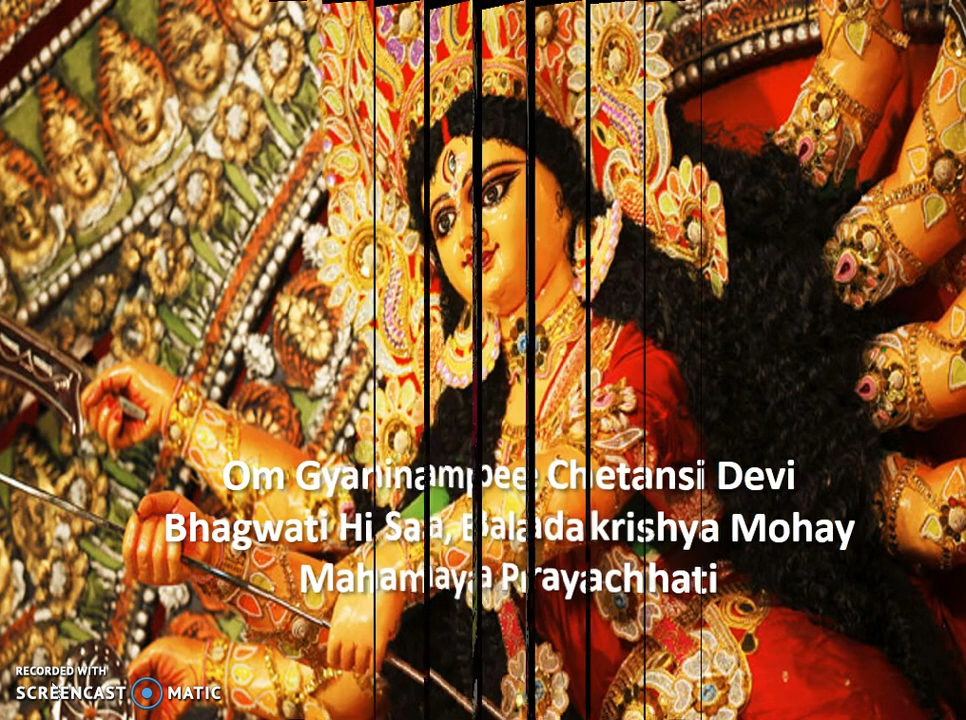 Om Gyaninampee Chetansi Devi
Bhagwati Hi Saa, Baladakrishya Mohay
Mahamaya Prayachhati
RECORDED WITH
SCREENCAST MATIC